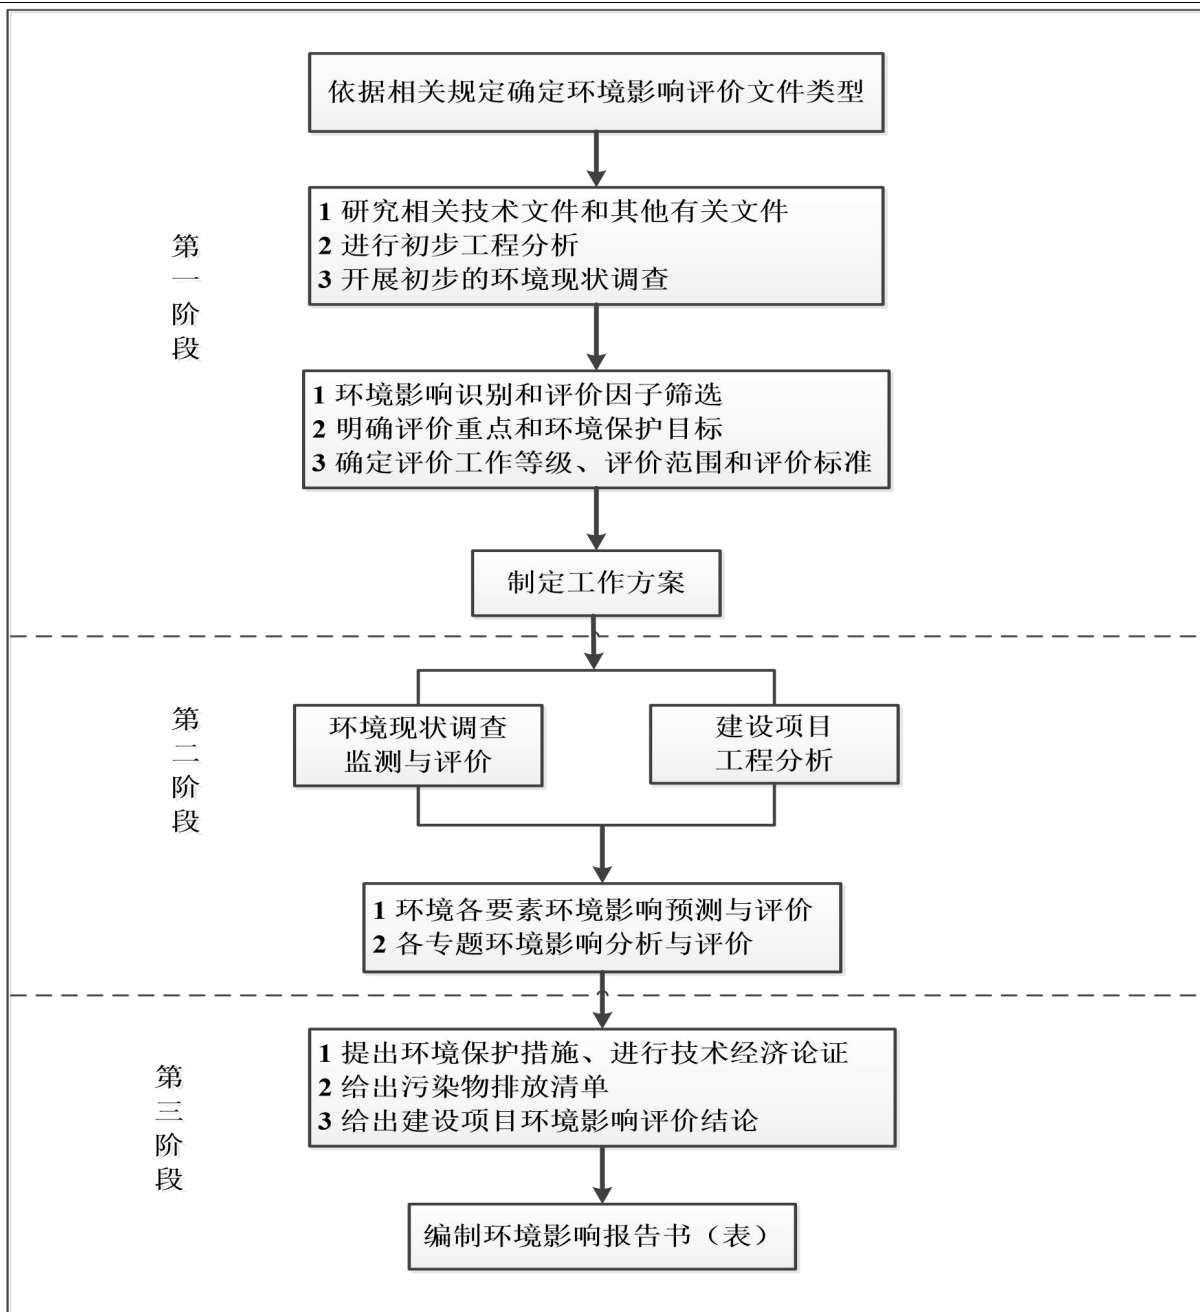 依据相关规定确定环境影响评价文件类型
第一阶段
1 研究相关技术文件和其他有关文件
2 进行初步工程分析
3 开展初步的环境现状调查
1 环境影响识别和评价因子筛选
2 明确评价重点和环境保护目标
3 确定评价工作等级、评价范围和评价标准
制定工作方案
第二阶段
环境现状调查
监测与评价
建设项目
工程分析
1 环境各要素环境影响预测与评价
2 各专题环境影响分析与评价
第三阶段
1 提出环境保护措施、进行技术经济论证
2 给出污染物排放清单
3 给出建设项目环境影响评价结论
编制环境影响报告书（表）